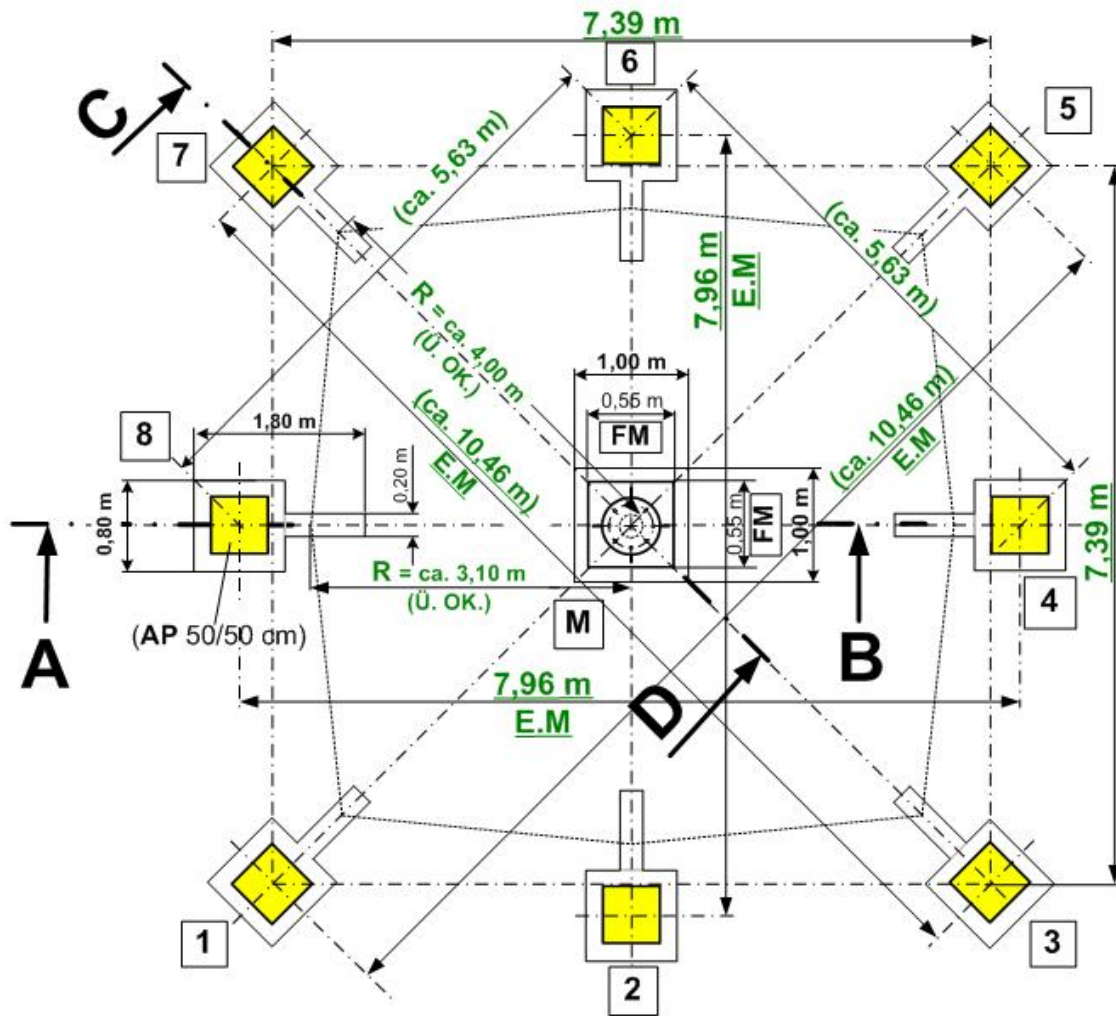 7,39 m
6
5
C
7
(ca. 5,63 m)
(ca. 5,63 m)
7,96 m
E.M
R = ca. 4,00 m
(Ü. OK.)
1,00 m
0,55 m
FM
(ca. 10,46 m)
E.M
(ca. 10,46 m)
E.M
8
1,80 m
0,20 m
0,80 m
0,55 m
FM
1,00 m
7,39 m
R = ca. 3,10 m
(Ü. OK.)
M
4
(AP 50/50 cm)
A
B
7,96 m
E.M
D
1
2
3